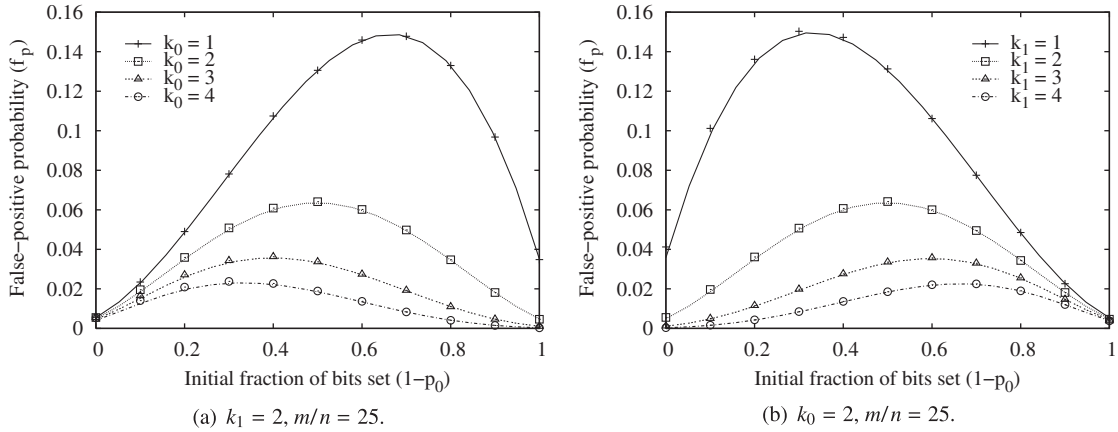 False−positive probability (f_p)
0.16
0.14
0.12
0.1
0.08
0.06
0.04
0.02
0
k_0 = 1
k_0 = 2
k_0 = 3
k_0 = 4
0 0.2 0.4 0.6 0.8 1
Initial fraction of bits set (1−p_0)
(a) k_1 = 2, m/n = 25.
False−positive probability (f_p)
0.16
0.14
0.12
0.1
0.08
0.06
0.04
0.02
0
k_1 = 1
k_1 = 2
k_1 = 3
k_1 = 4
0 0.2 0.4 0.6 0.8 1
Initial fraction of bits set (1−p_0)
(b) k_0 = 2, m/n = 25.